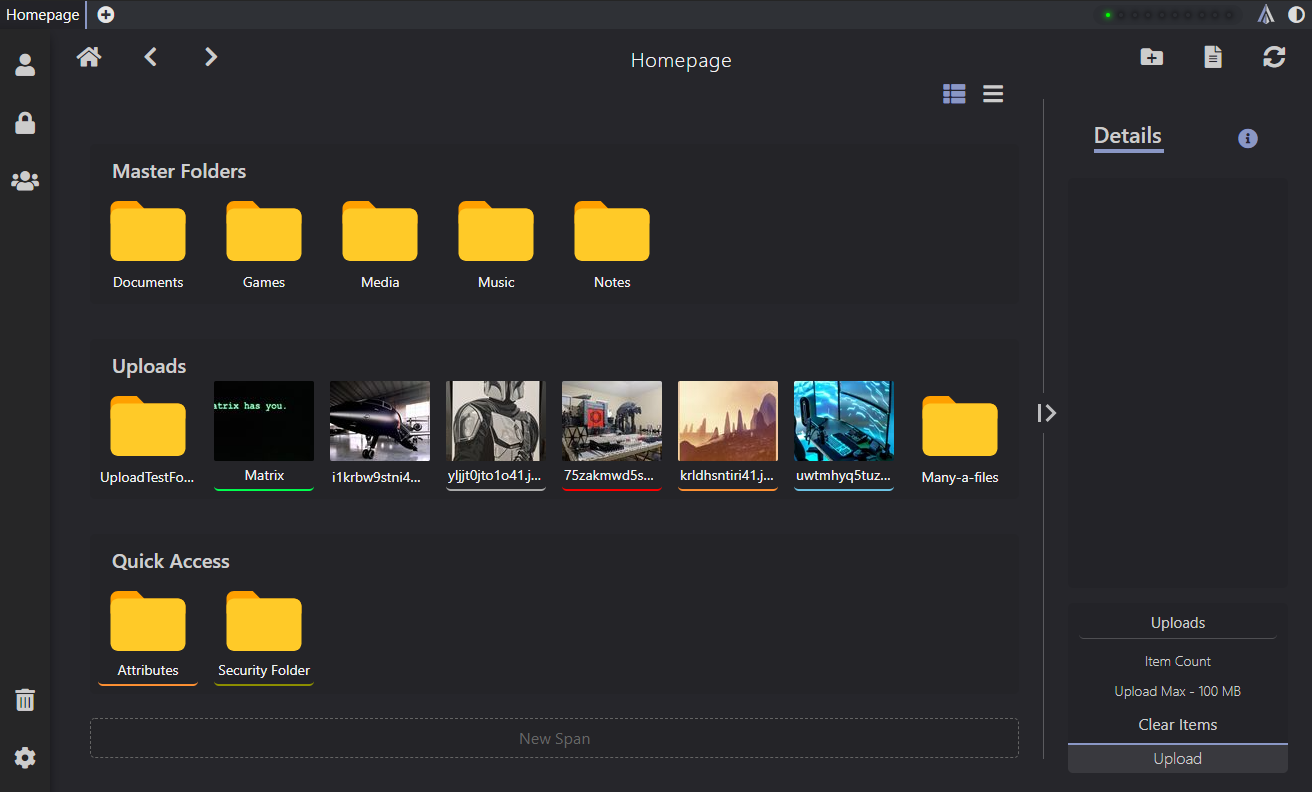 Homepage
Homepage
Details
Master Folders
Documents
Games
Media
Music
Notes
Uploads
atrix has you.
UploadTestFo...
Matrix
i1krbw9stni4...
yljjt0jto1o41.j...
75zakmwd5s...
krldhsntiri41.j...
uwtmhyq5tuz...
Many-a-files
Quick Access
Attributes
Security Folder
New Span
Uploads
Item Count
Upload Max - 100 MB
Clear Items
Upload